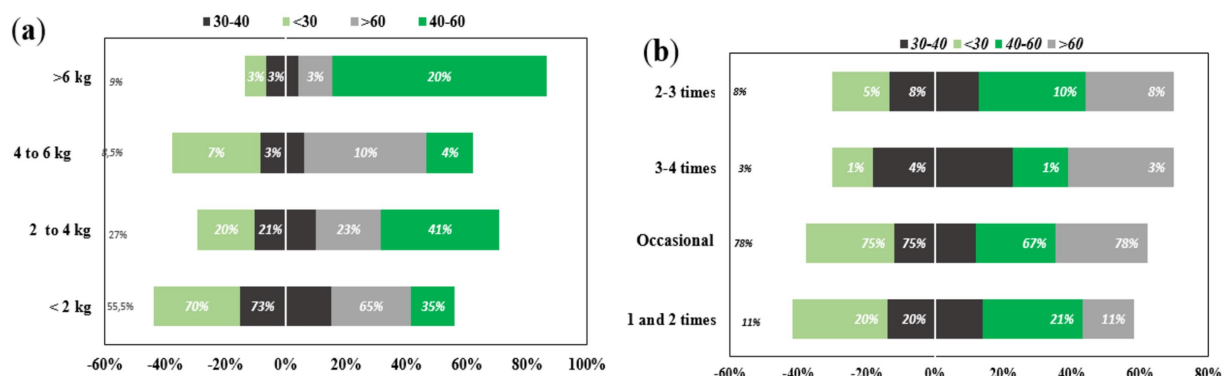 (a)
30-40 <30 >60 40-60
>6 kg 9% 3% 3% 3% 20%
4 to 6 kg 8,5% 7% 3% 10% 4%
2 to 4 kg 27% 20% 21% 23% 41%
< 2 kg 55,5% 70% 73% 65% 35%
-60% -40% -20% 0% 20% 40% 60% 80% 100%
(b)
30-40 <30 40-60 >60
2-3 times 8% 5% 8% 10% 8%
3-4 times 3% 1% 4% 1% 3%
Occasional 78% 75% 75% 67% 78%
1 and 2 times 11% 20% 20% 21% 11%
-60% -40% -20% 0% 20% 40% 60% 80%